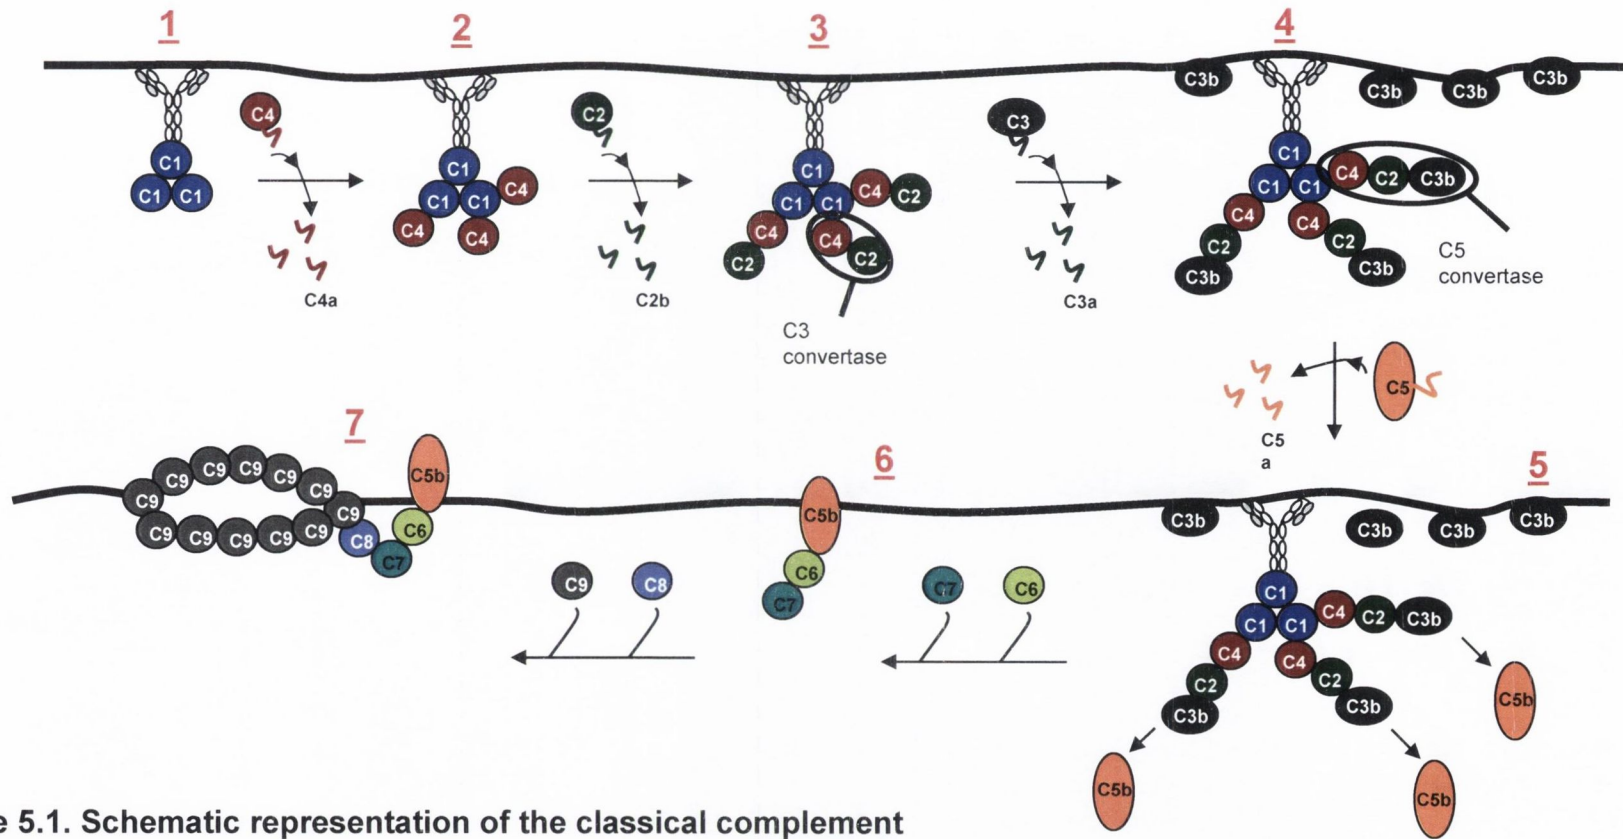 1
2
3
4
C3b
C3b
C3b
C3b
C4
C2
C3
C1
C1 C1
C4a
C1
C1 C1 C4
C4 C4
C2b
C1
C1 C1 C4 C2
C4 C4
C2 C2
C3
convertase
C3a
C1
C1 C1 C4 C2 C3b
C4 C4
C2 C2
C3b C3b
C5
convertase
C5
C5
a
7
6
5
C9 C9 C9 C9 C9 C9
C9 C9
C9 C9 C9 C9 C9
C8
C7
C6
C5b
C9 C8
C5b
C6
C7
C7 C6
C3b
C3b
C3b
C3b
C1
C1 C1 C4 C2 C3b
C4 C4
C2 C2
C3b C3b
C5b
C5b
C5b
e 5.1. Schematic representation of the classical complement